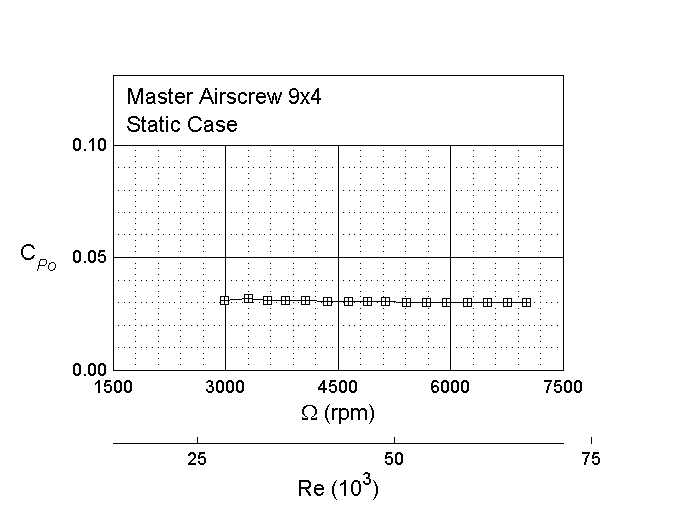 Master Airscrew 9x4
Static Case
0.10
C_Po 0.05
0.00
1500 3000 4500 6000 7500
Ω (rpm)
25 50 75
Re (10³)